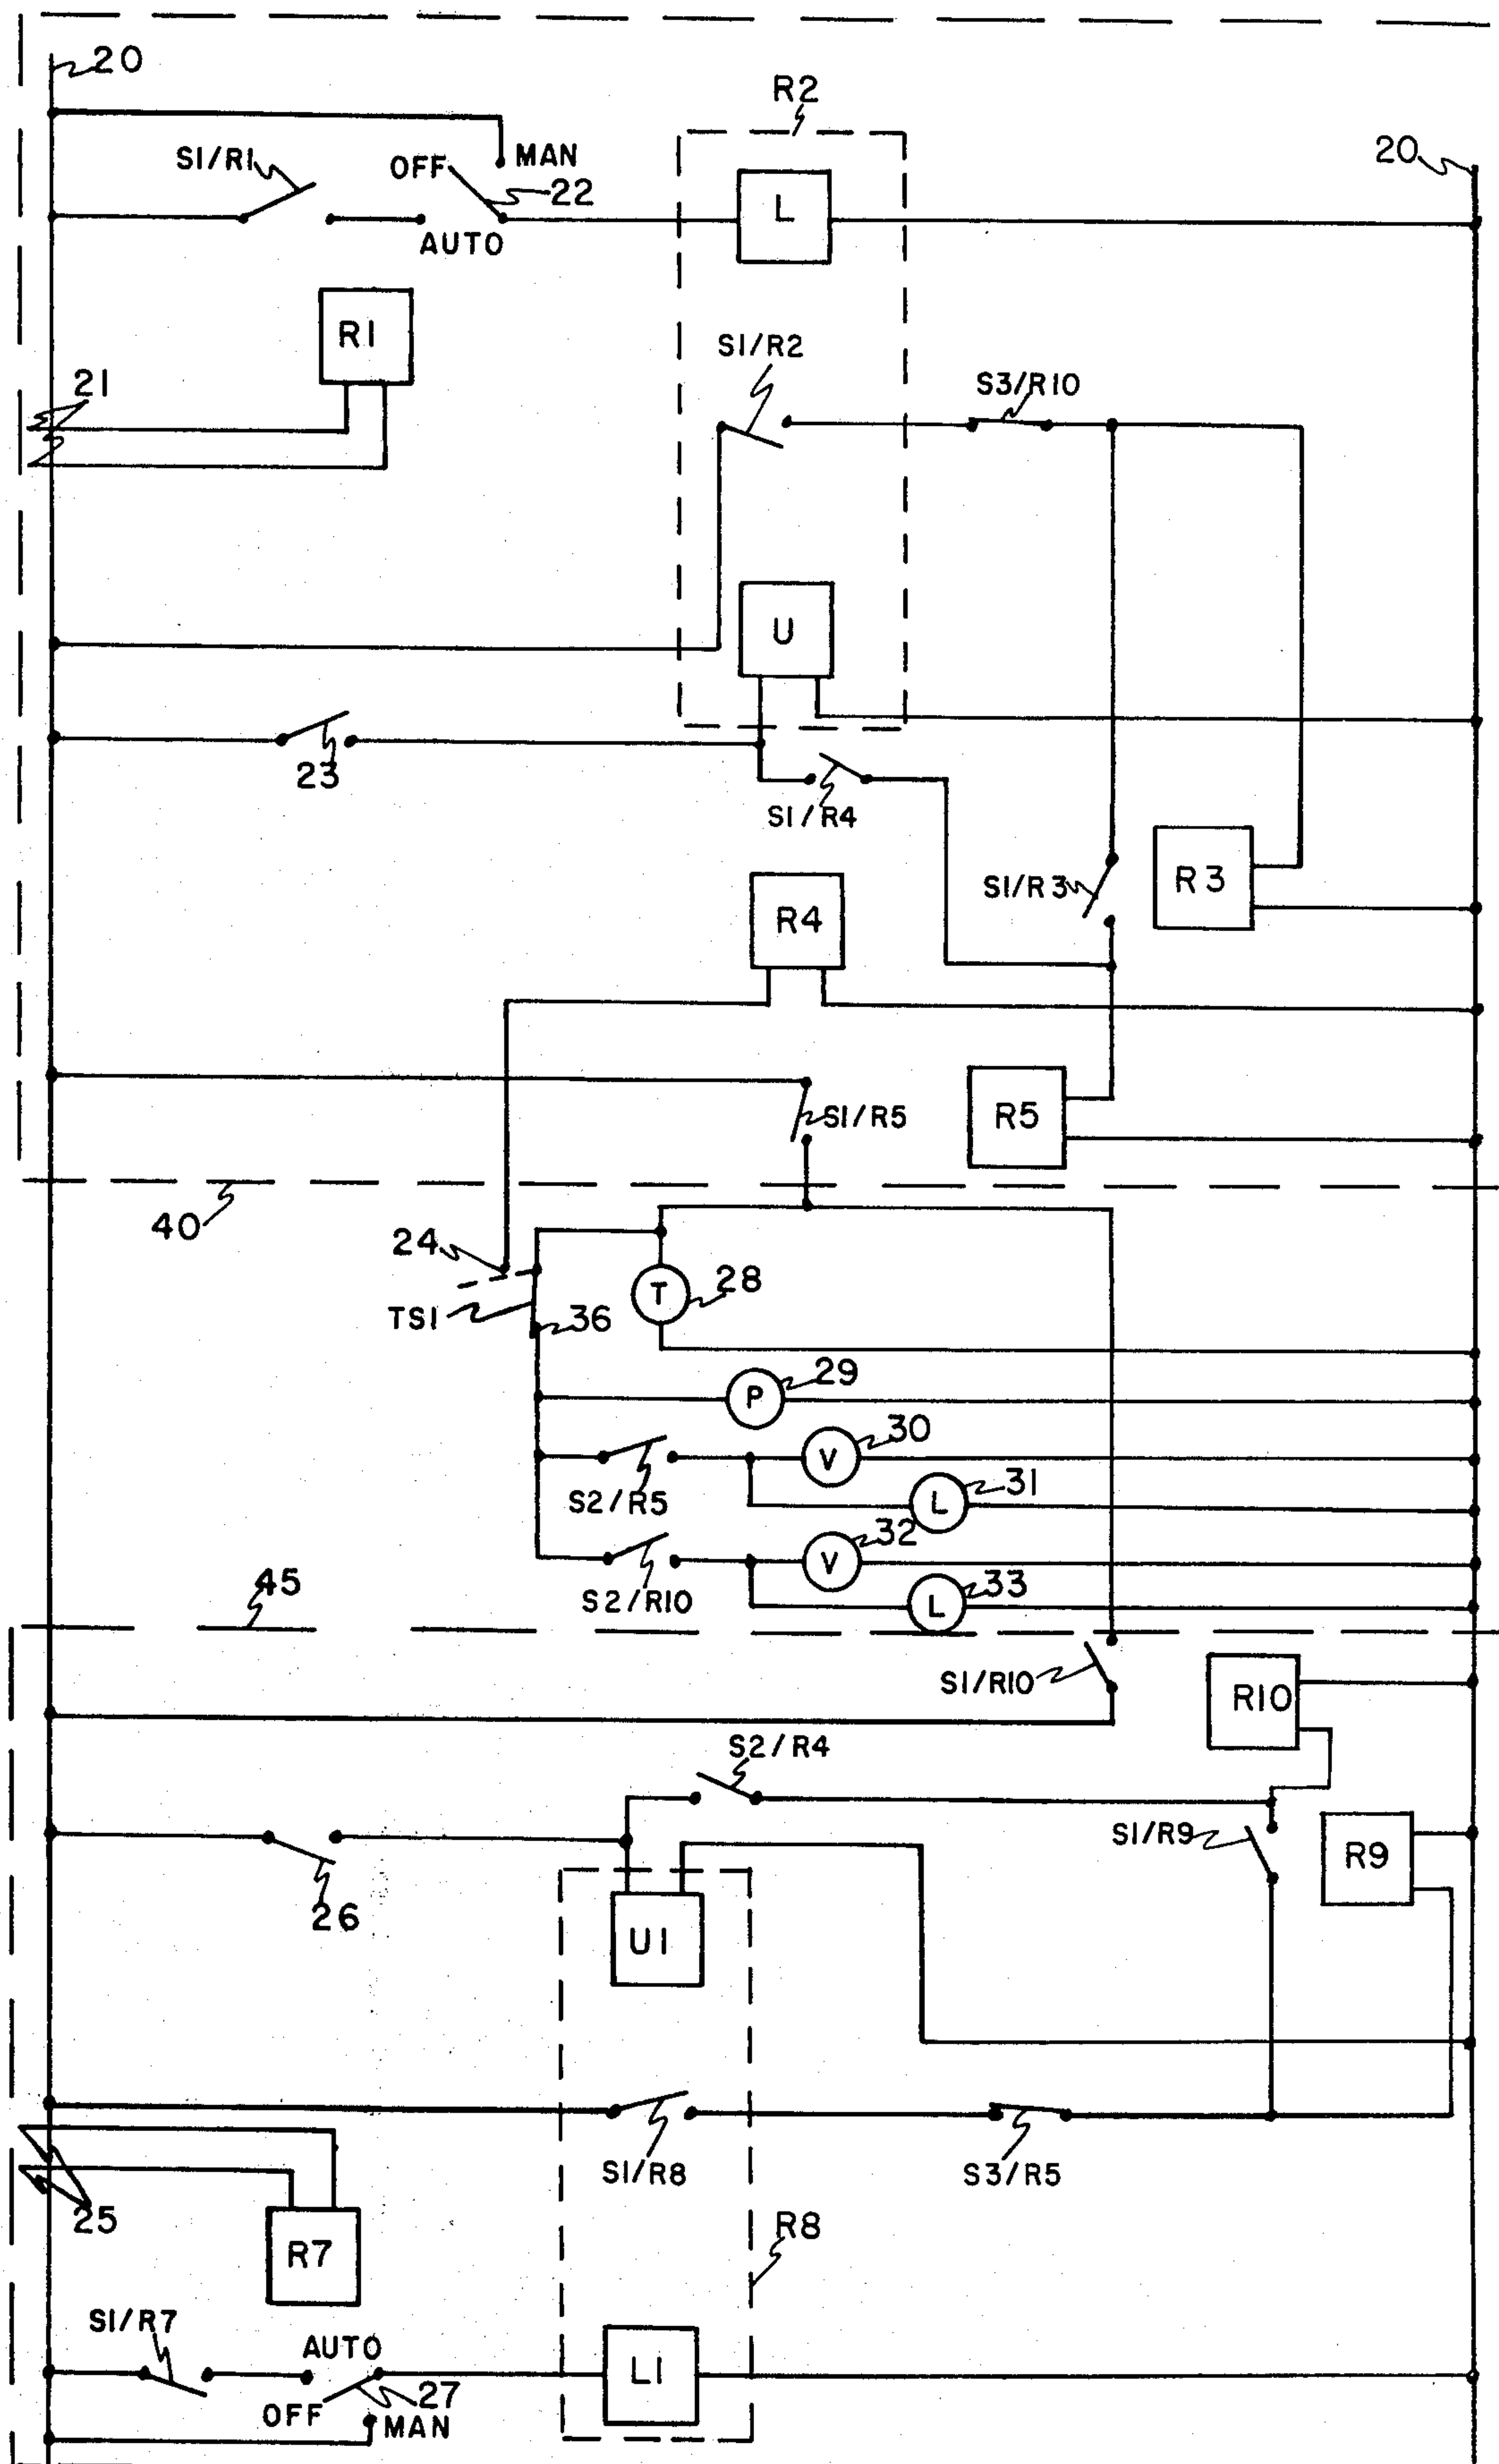 20
R2
S1/R1
OFF
MAN
22
AUTO
L
20
R1
S1/R2
S3/R10
21
U
23
S1/R4
S1/R3
R3
R4
S1/R5
R5
40
24
TS1
36
T
28
P
29
V
30
S2/R5
L
31
V
32
S2/R10
L
33
45
S1/R10
R10
S2/R4
S1/R9
R9
26
U1
S1/R8
S3/R5
25
R7
R8
S1/R7
AUTO
L1
OFF
27
MAN